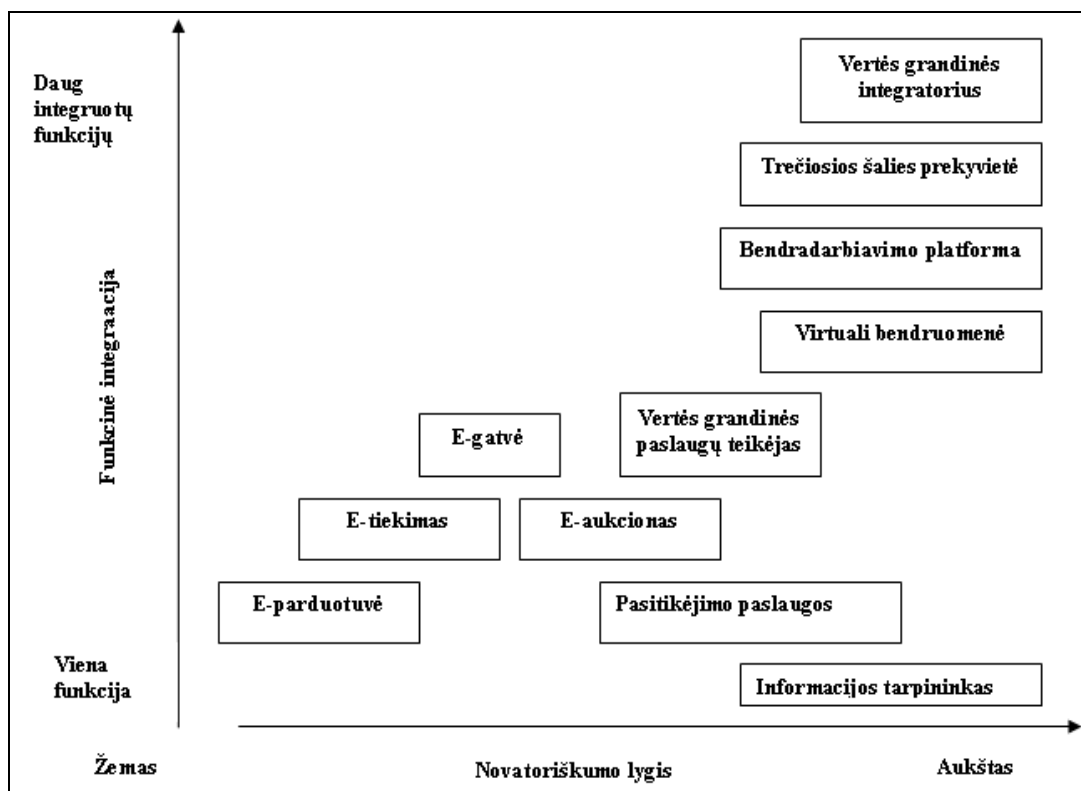 Daug
integruotų
funkcijų
Vertės grandinės
integratorius
Trečiosios šalies prekyvietė
Bendradarbiavimo platforma
Virtuali bendruomenė
Funkcinė integraacija
E-gatvė
Vertės grandinės
paslaugų teikėjas
E-tiekimas
E-aukcionas
E-parduotuvė
Pasitikėjimo paslaugos
Viena
funkcija
Informacijos tarpininkas
Žemas
Novatoriškumo lygis
Aukštas